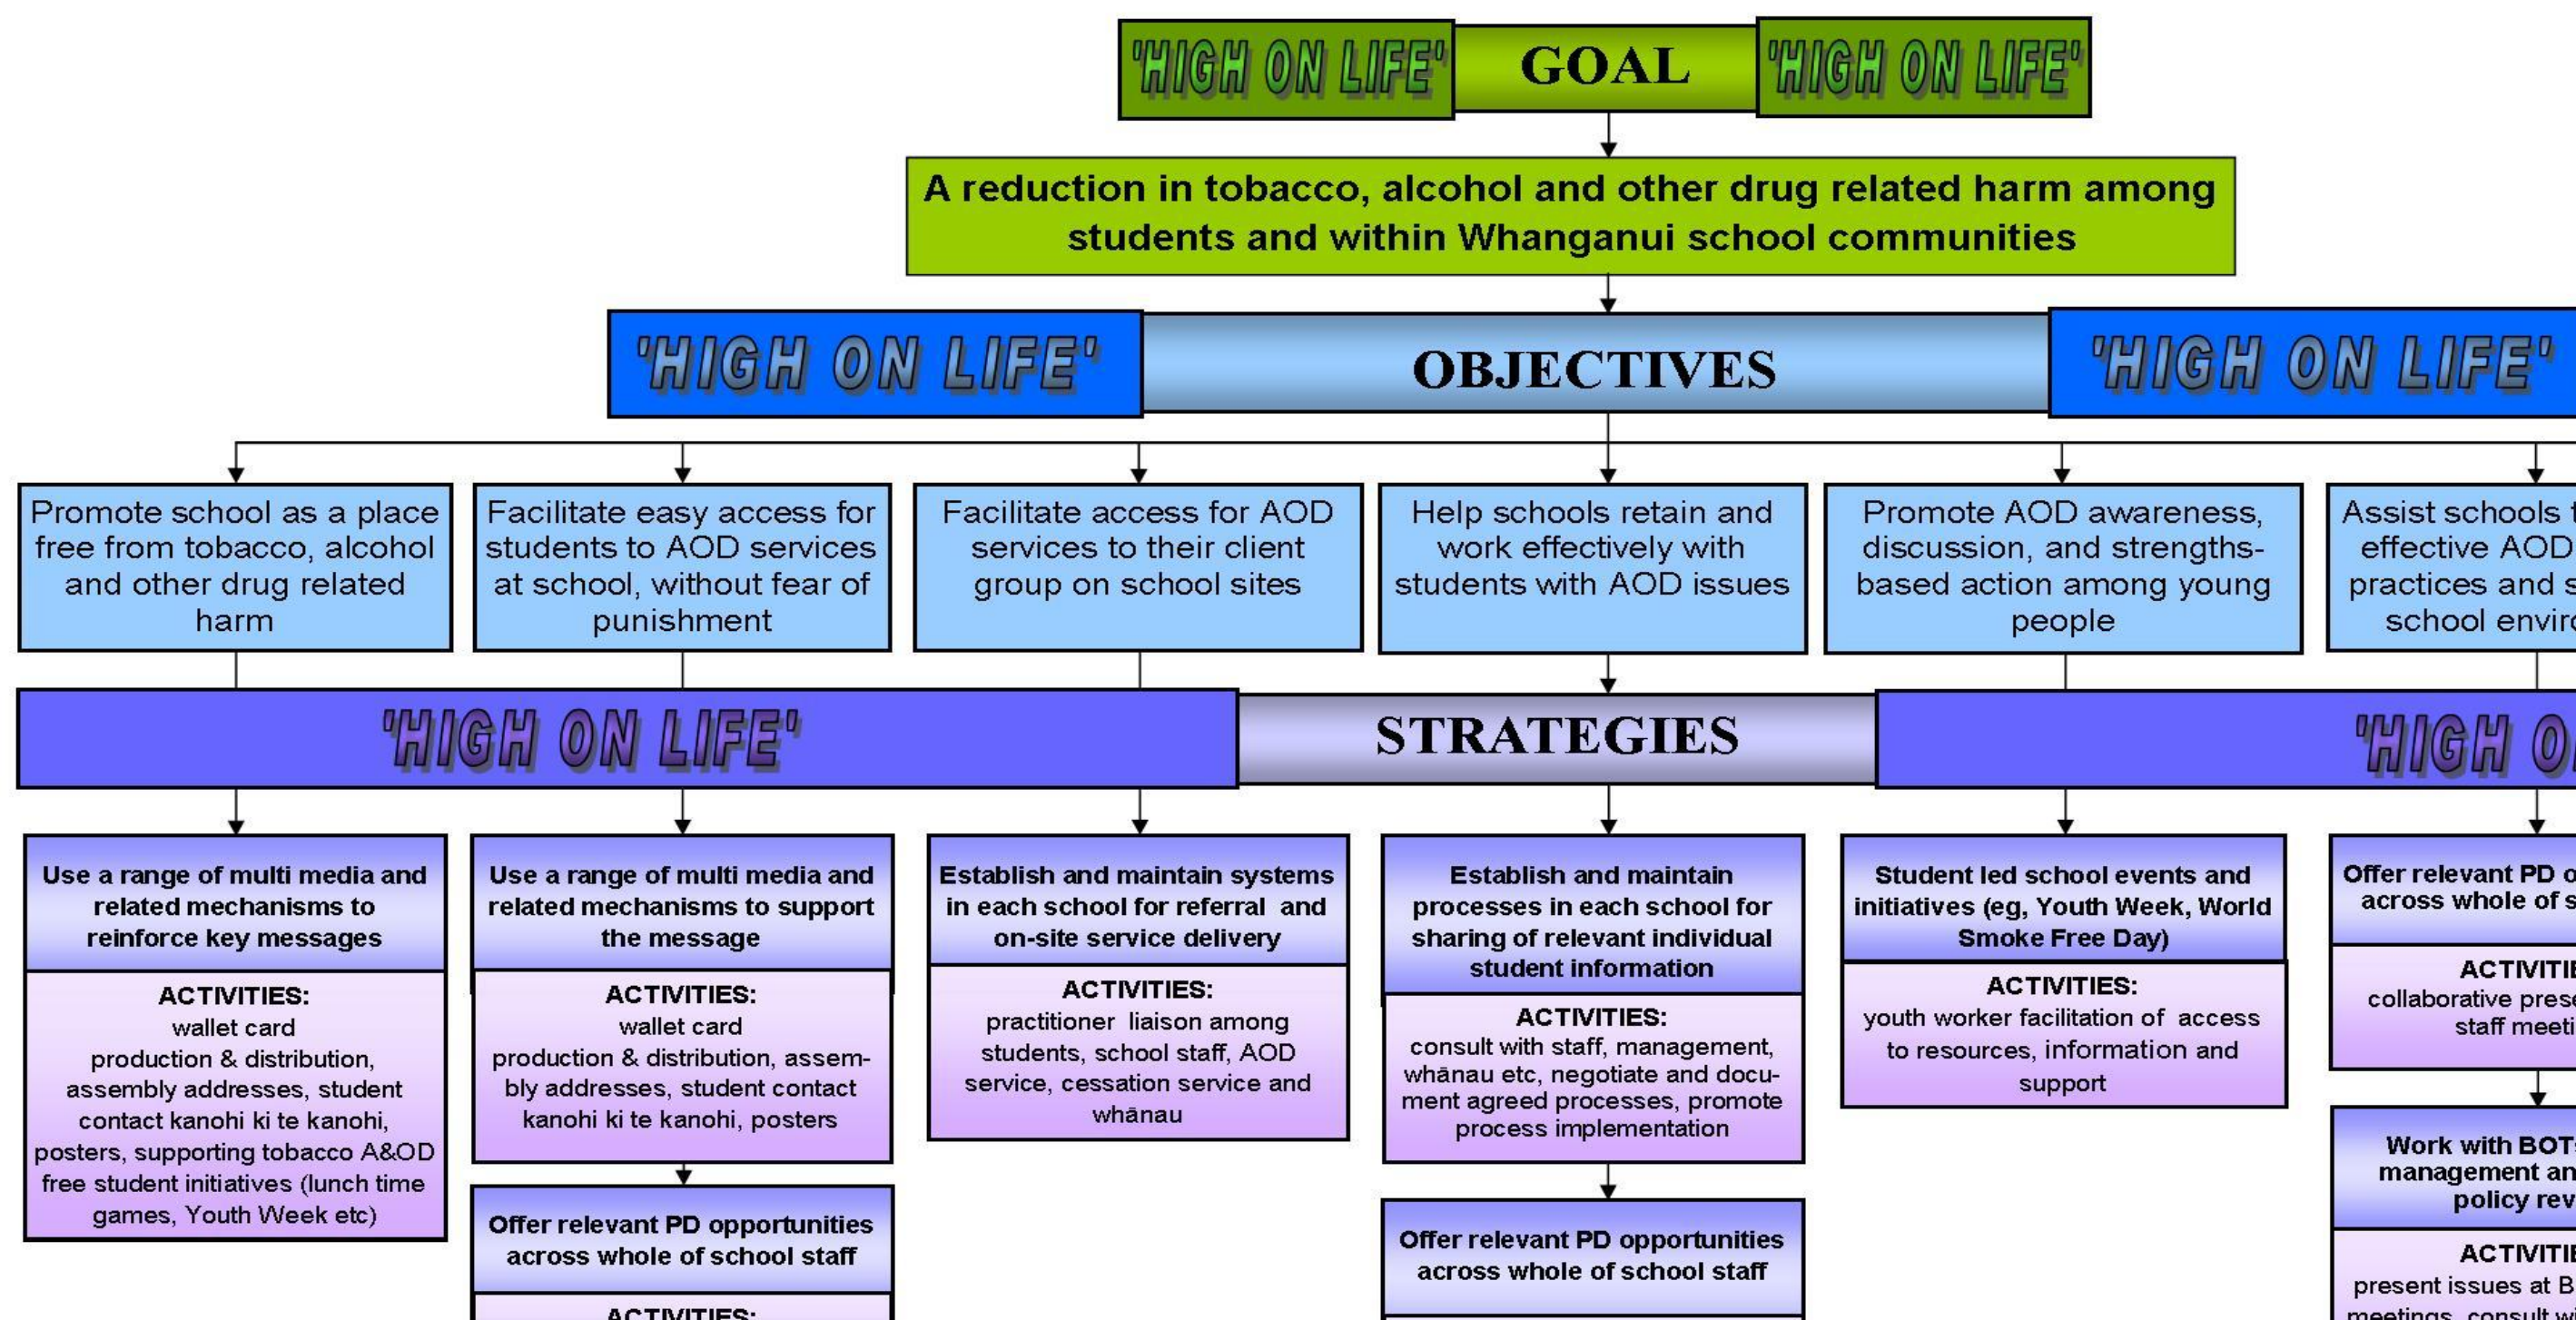 'HIGH ON LIFE' GOAL 'HIGH ON LIFE'
A reduction in tobacco, alcohol and other drug related harm among
students and within Whanganui school communities
'HIGH ON LIFE' OBJECTIVES 'HIGH ON LIFE'
Promote school as a place
free from tobacco, alcohol
and other drug related
harm
Facilitate easy access for
students to AOD services
at school, without fear of
punishment
Facilitate access for AOD
services to their client
group on school sites
Help schools retain and
work effectively with
students with AOD issues
Promote AOD awareness,
discussion, and strengths-
based action among young
people
Assist schools
effective AOD
practices and
school
'HIGH ON LIFE' STRATEGIES 'HIGH
Use a range of multi media and
related mechanisms to
reinforce key messages
ACTIVITIES:
wallet card
production & distribution,
assembly addresses, student
contact kanohi ki te kanohi,
posters, supporting tobacco A&OD
free student initiatives (lunch time
games, Youth Week etc)
Use a range of multi media and
related mechanisms to support
the message
ACTIVITIES:
wallet card
production & distribution, assem-
bly addresses, student contact
kanohi ki te kanohi, posters
Offer relevant PD opportunities
across whole of school staff
ACTIVITIES:
Establish and maintain systems
in each school for referral and
on-site service delivery
ACTIVITIES:
practitioner liaison among
students, school staff, AOD
service, cessation service and
whānau
Establish and maintain
processes in each school for
sharing of relevant individual
student information
ACTIVITIES:
consult with staff, management,
whānau etc, negotiate and docu-
ment agreed processes, promote
process implementation
Offer relevant PD opportunities
across whole of school staff
Student led school events and
initiatives (eg, Youth Week, World
Smoke Free Day)
ACTIVITIES:
youth worker facilitation of access
to resources, information and
support
Offer relevant PD
across whole of
collaborative
staff
Work with
management
policy
present issues at
meetings, consult